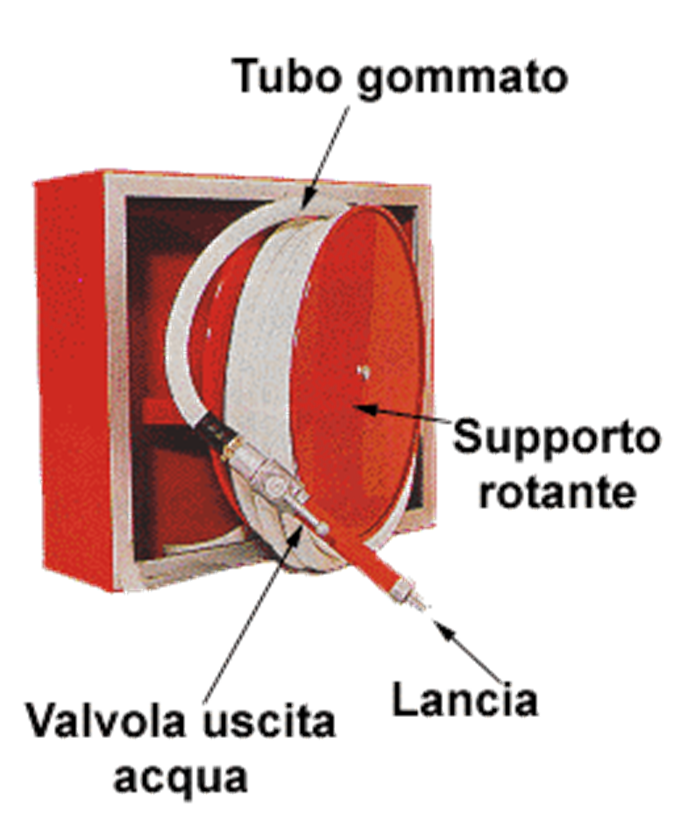 Tubo gommato
Supporto
rotante
Lancia
Valvola uscita
acqua